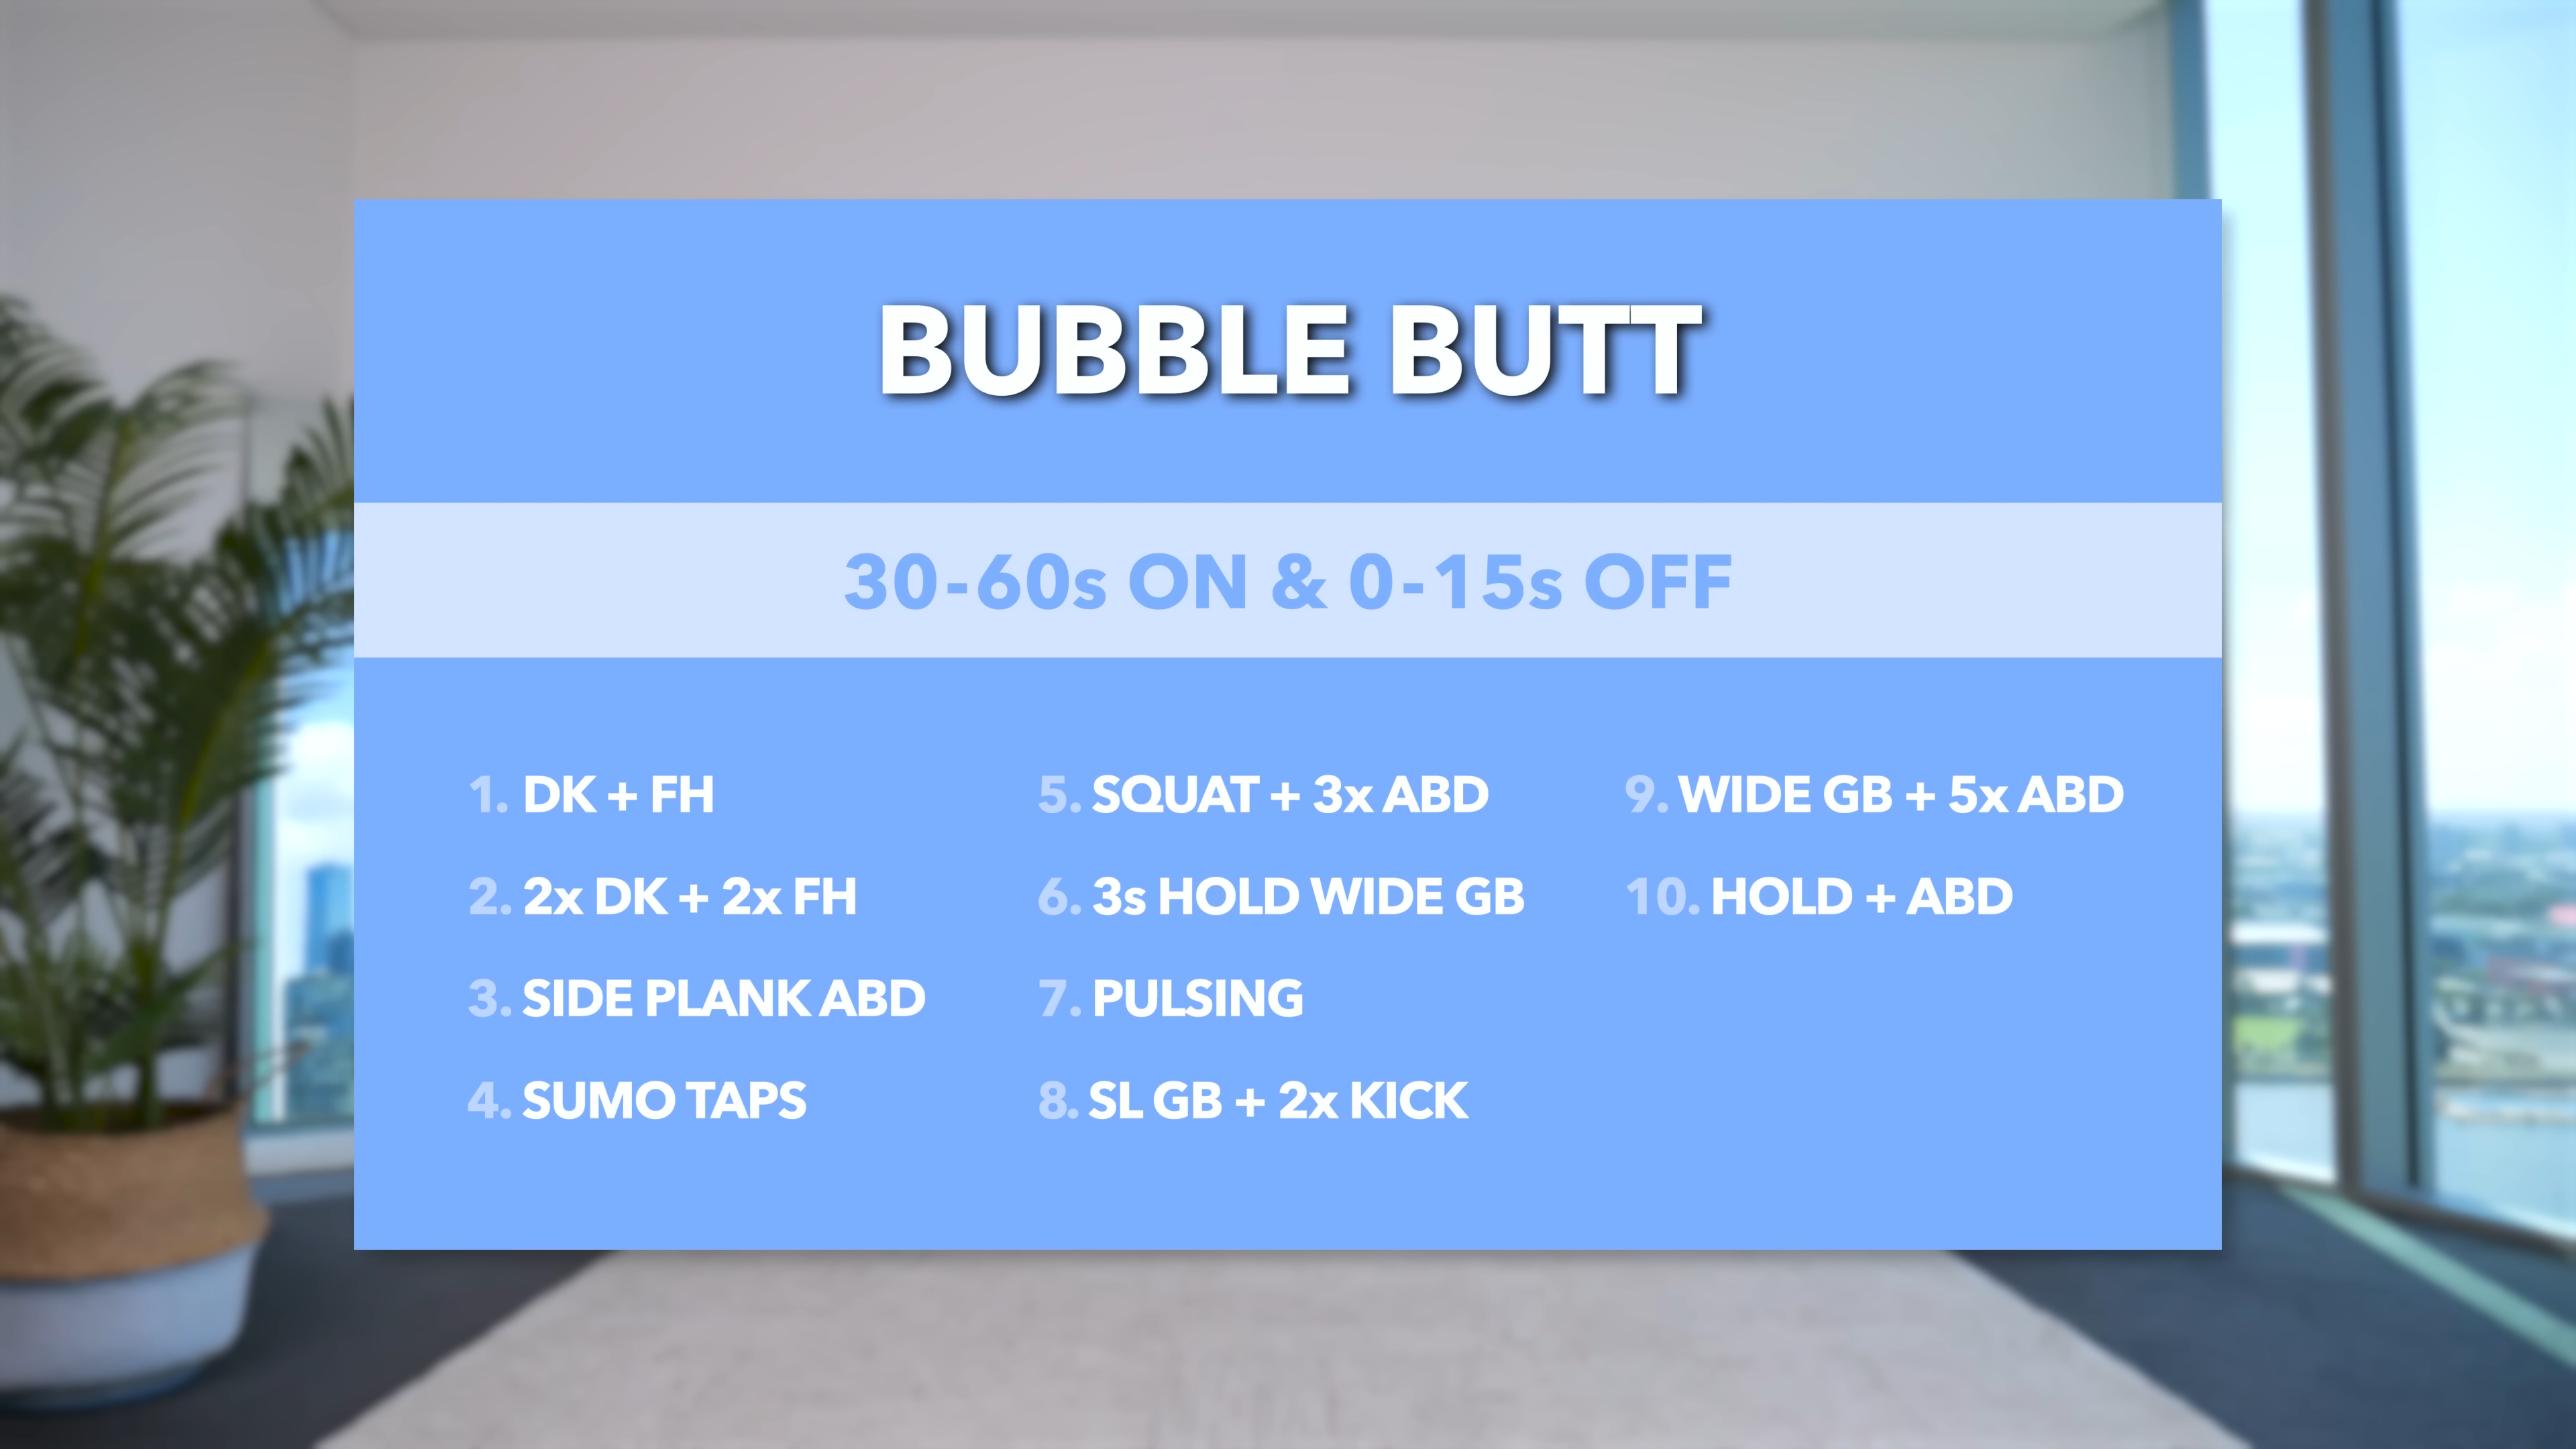 BUBBLE BUTT
30-60s ON & 0-15s OFF
1. DK + FH
2. 2x DK + 2x FH
3. SIDE PLANK ABD
4. SUMO TAPS
5. SQUAT + 3x ABD
6. 3s HOLD WIDE GB
7. PULSING
8. SL GB + 2x KICK
9. WIDE GB + 5x ABD
10. HOLD + ABD